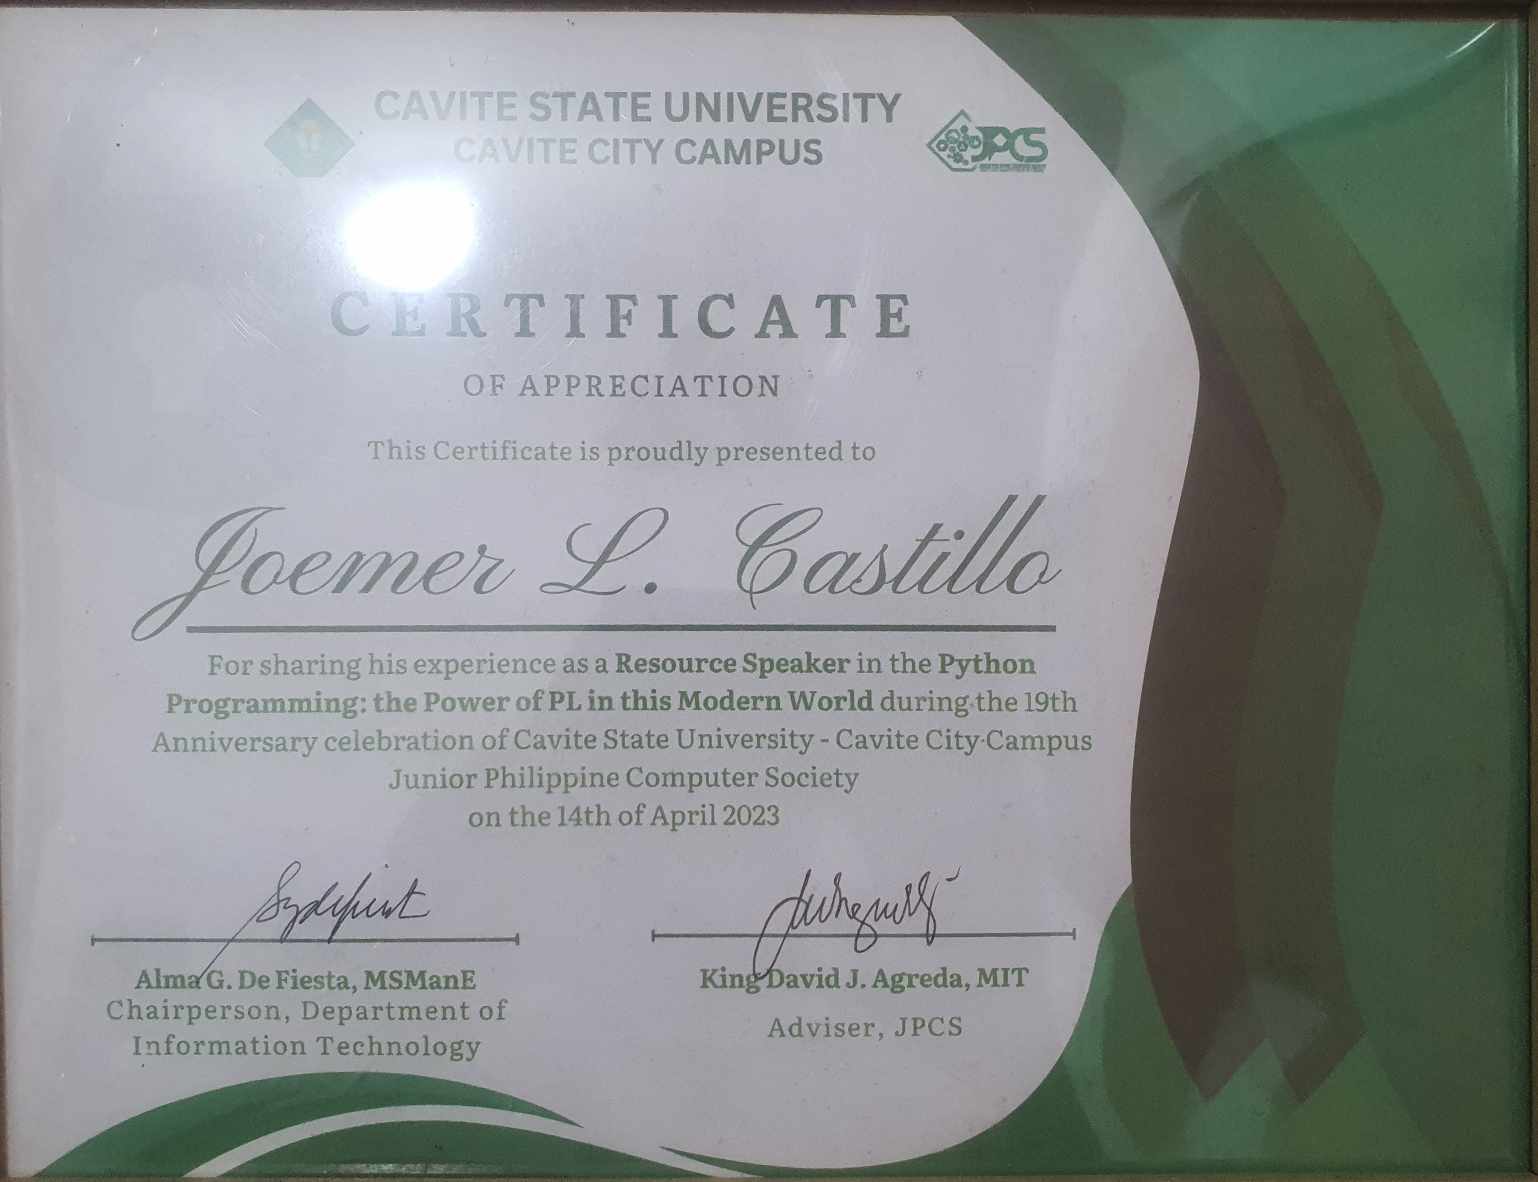 CAVITE STATE UNIVERSITY
CAVITE CITY CAMPUS
JPCS
CERTIFICATE
OF APPRECIATION
This Certificate is proudly presented to
Joemer L. Castillo
For sharing his experience as a Resource Speaker in the Python
Programming: the Power of PL in this Modern World during the 19th
Anniversary celebration of Cavite State University - Cavite City Campus
Junior Philippine Computer Society
on the 14th of April 2023
Alma G. De Fiesta, MSManE
Chairperson, Department of
Information Technology
King David J. Agreda, MIT
Adviser, JPCS